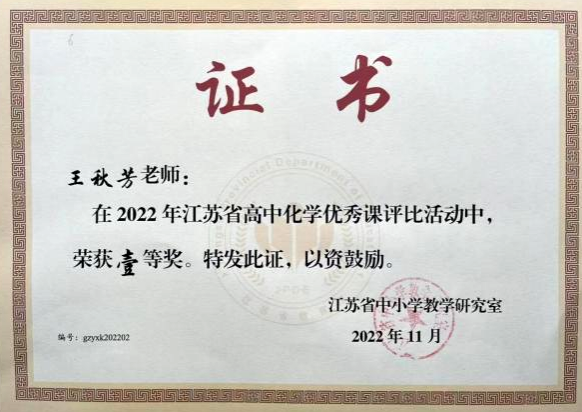 证 书
王秋芳老师：
在2022年江苏省高中化学优秀课评比活动中，
荣获壹等奖。特发此证，以资鼓励。
江苏省中小学教学研究室
编号：gzyxk202202
2022年11月